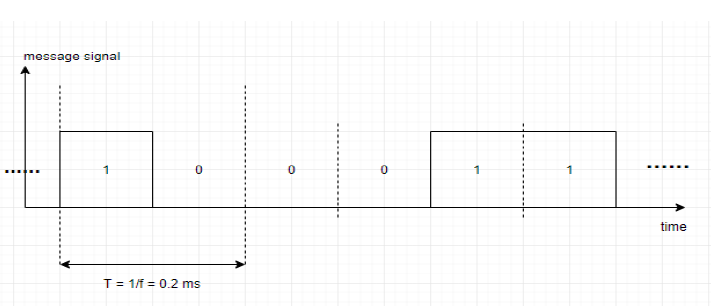 message signal
...... 1 0 0 0 1 1 ......
time
T = 1/f = 0.2 ms